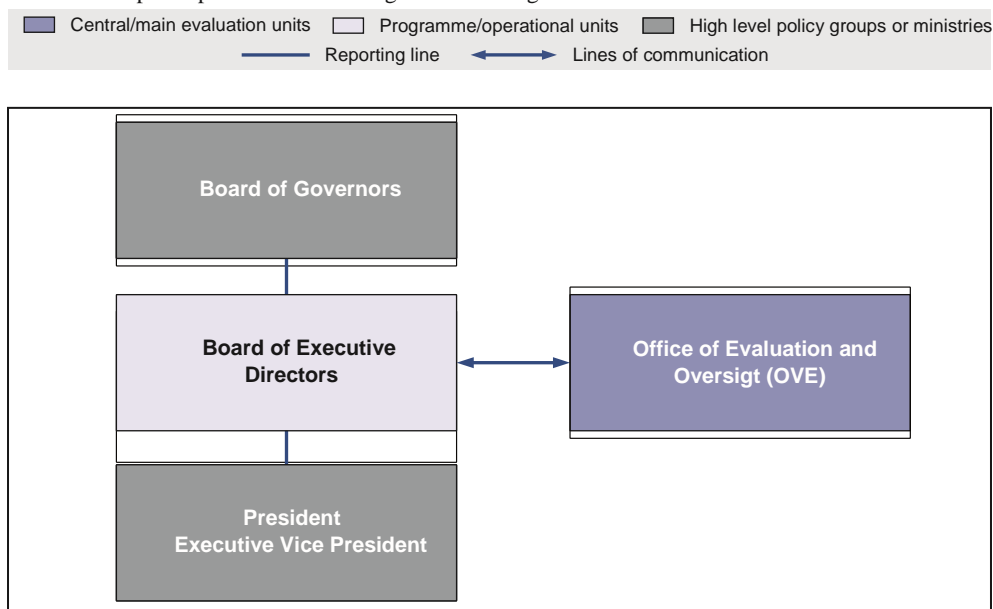 Central/main evaluation units Programme/operational units High level policy groups or ministries
Reporting line Lines of communication
Board of Governors
Board of Executive
Directors
Office of Evaluation and
Oversigt (OVE)
President
Executive Vice President